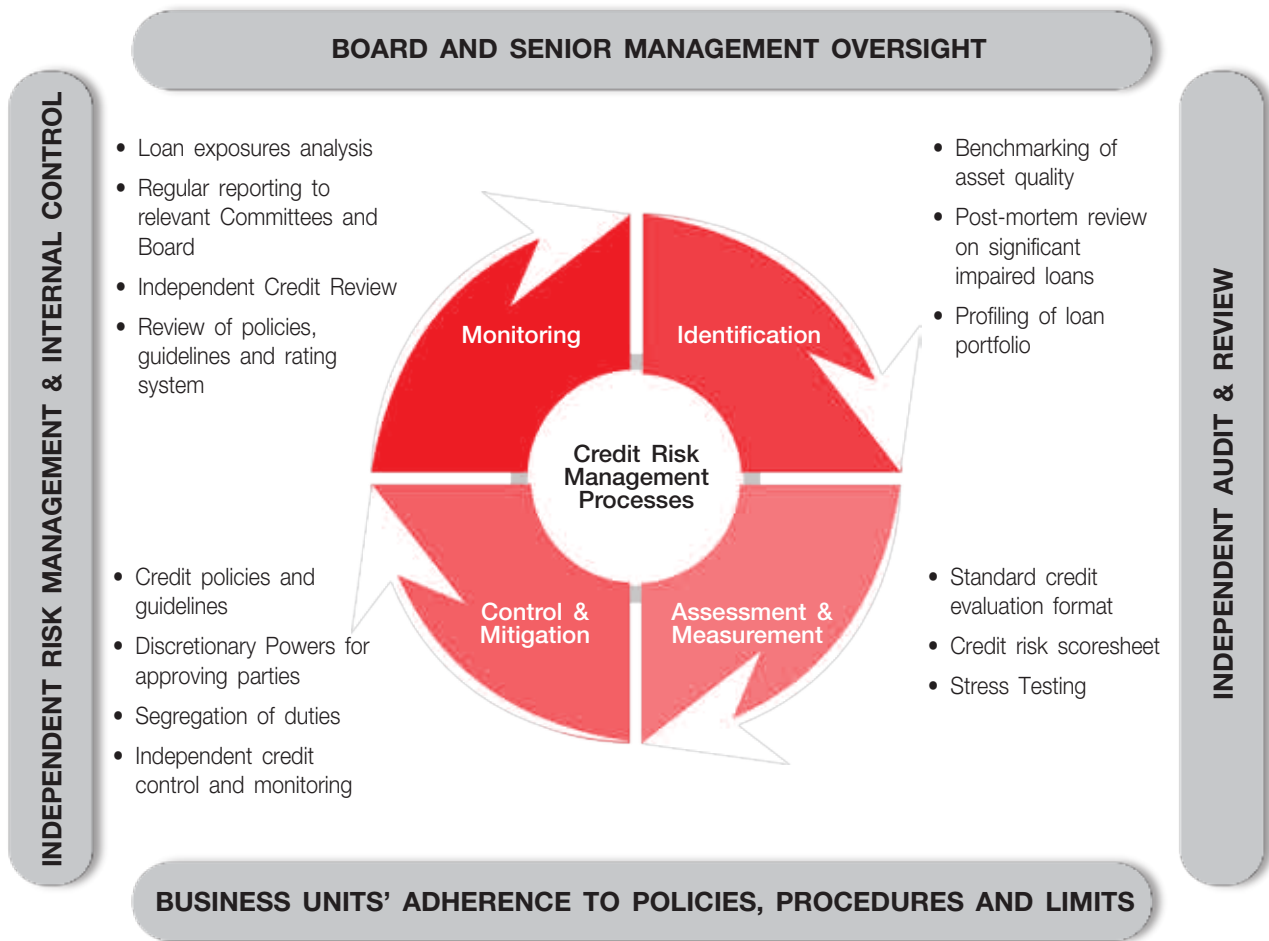 BOARD AND SENIOR MANAGEMENT OVERSIGHT
INDEPENDENT RISK MANAGEMENT & INTERNAL CONTROL
• Loan exposures analysis
• Regular reporting to
relevant Committees and
Board
• Independent Credit Review
• Review of policies,
guidelines and rating
system
Monitoring
Identification
• Benchmarking of
asset quality
• Post-mortem review
on significant
impaired loans
• Profiling of loan
portfolio
INDEPENDENT AUDIT & REVIEW
Credit Risk
Management
Processes
• Credit policies and
guidelines
• Discretionary Powers for
approving parties
• Segregation of duties
• Independent credit
control and monitoring
Control &
Mitigation
Assessment &
Measurement
• Standard credit
evaluation format
• Credit risk scoresheet
• Stress Testing
BUSINESS UNITS’ ADHERENCE TO POLICIES, PROCEDURES AND LIMITS